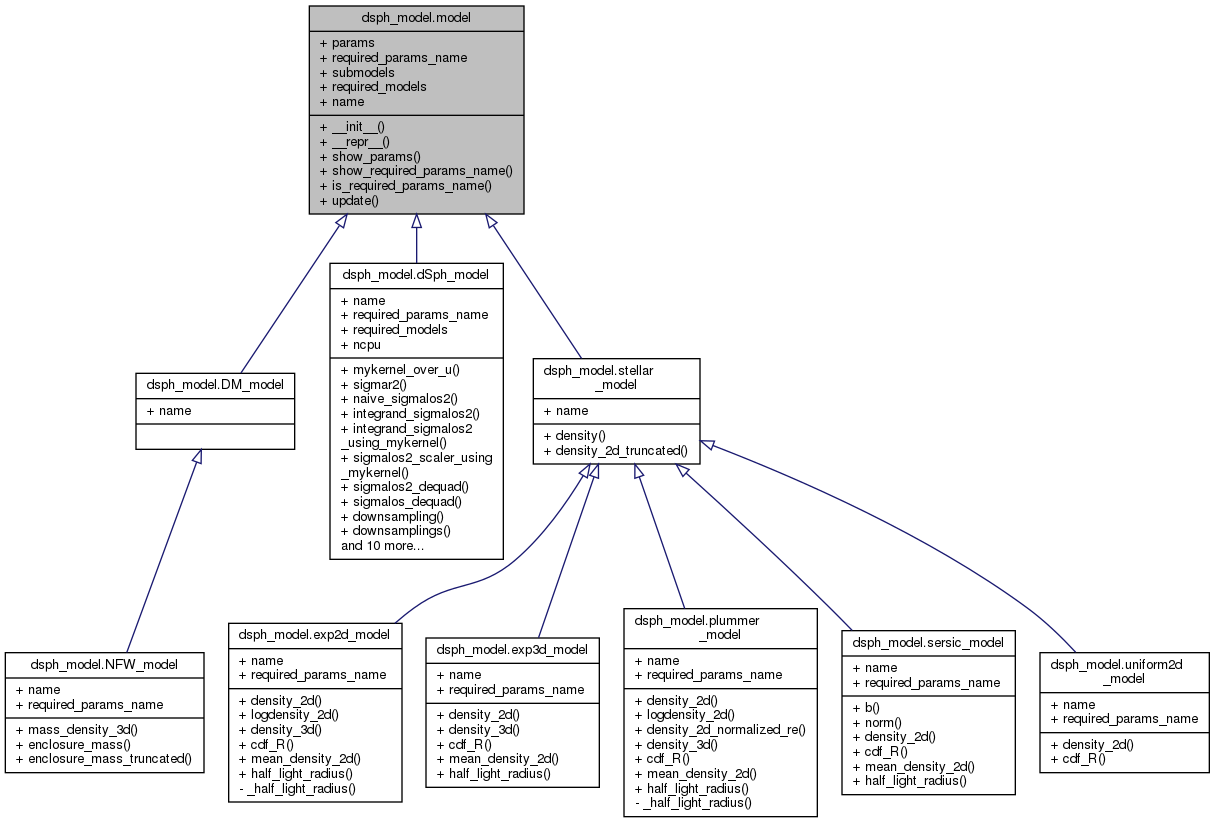 dsph_model.model
+ params
+ required_params_name
+ submodels
+ required_models
+ name
+ __init__()
+ __repr__()
+ show_params()
+ show_required_params_name()
+ is_required_params_name()
+ update()
dsph_model.DM_model
+ name
dsph_model.dSph_model
+ name
+ required_params_name
+ required_models
+ ncpu
+ mykernel_over_u()
+ sigmar2()
+ naive_sigmalos2()
+ integrand_sigmalos2()
+ integrand_sigmalos2
_using_mykernel()
+ sigmalos2_scaler_using
_mykernel()
+ sigmalos2_dequad()
+ sigmalos_dequad()
+ downsampling()
+ downsamplings()
and 10 more...
dsph_model.stellar
_model
+ name
+ density()
+ density_2d_truncated()
dsph_model.NFW_model
+ name
+ required_params_name
+ mass_density_3d()
+ enclosure_mass()
+ enclosure_mass_truncated()
dsph_model.exp2d_model
+ name
+ required_params_name
+ density_2d()
+ logdensity_2d()
+ density_3d()
+ cdf_R()
+ mean_density_2d()
+ half_light_radius()
- _half_light_radius()
dsph_model.exp3d_model
+ name
+ required_params_name
+ density_2d()
+ density_3d()
+ cdf_R()
+ mean_density_2d()
+ half_light_radius()
dsph_model.plummer
_model
+ name
+ required_params_name
+ density_2d()
+ logdensity_2d()
+ density_2d_normalized_re()
+ density_3d()
+ cdf_R()
+ mean_density_2d()
+ half_light_radius()
- _half_light_radius()
dsph_model.sersic_model
+ name
+ required_params_name
+ b()
+ norm()
+ density_2d()
+ cdf_R()
+ mean_density_2d()
+ half_light_radius()
dsph_model.uniform2d
_model
+ name
+ required_params_name
+ density_2d()
+ cdf_R()